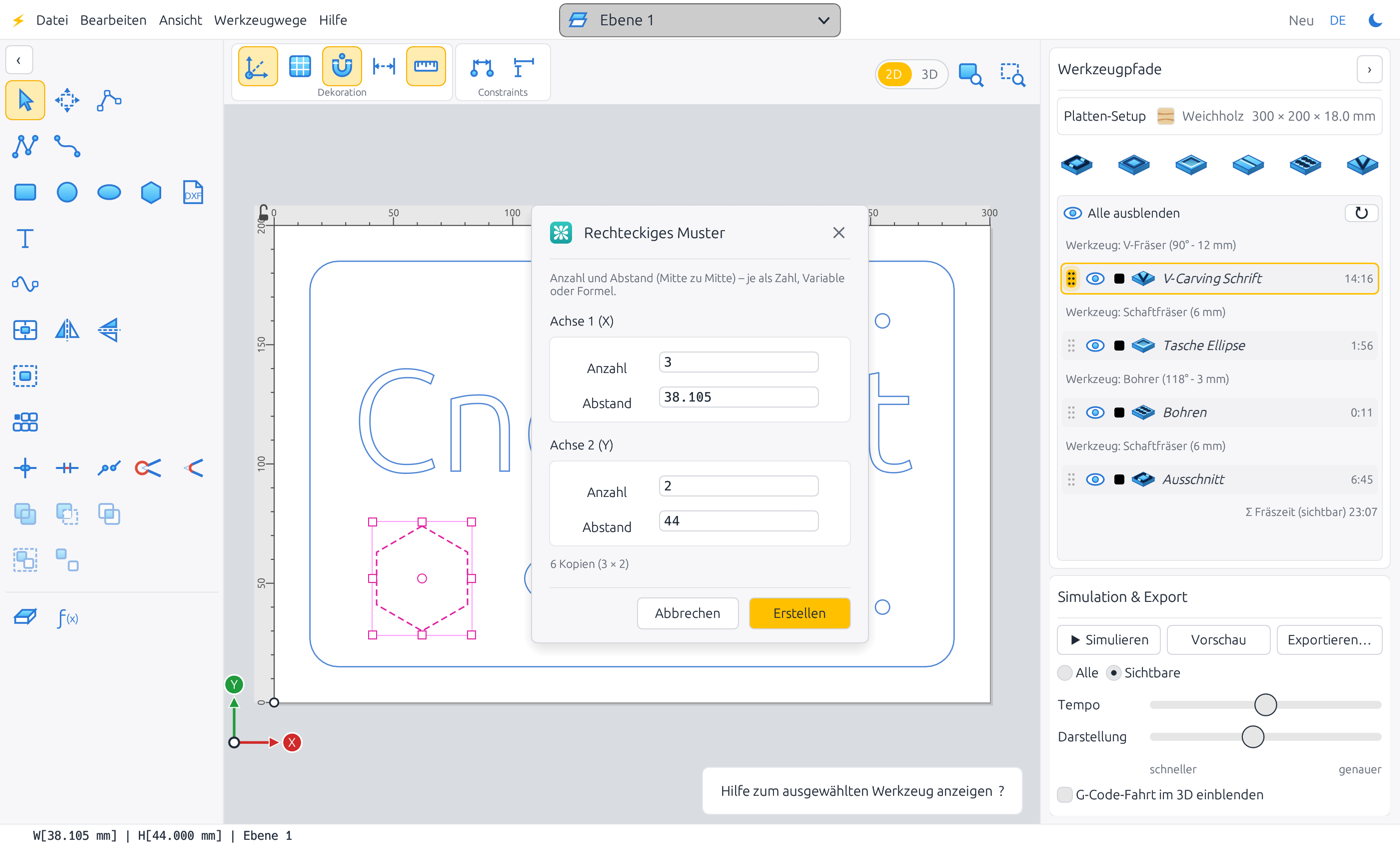 Datei Bearbeiten Ansicht Werkzeugwege Hilfe
Ebene 1
Neu DE
Dekoration
Constraints
2D 3D
DXF
T
f(x)
0 50 100 50 300
200
150
100
50
0
Cn t
Y
X
Rechteckiges Muster
Anzahl und Abstand (Mitte zu Mitte) – je als Zahl, Variable
oder Formel.
Achse 1 (X)
Anzahl 3
Abstand 38.105
Achse 2 (Y)
Anzahl 2
Abstand 44
6 Kopien (3 × 2)
Abbrechen Erstellen
Hilfe zum ausgewählten Werkzeug anzeigen ?
Werkzeugpfade
Platten-Setup Weichholz 300 × 200 × 18.0 mm
Alle ausblenden
Werkzeug: V-Fräser (90° - 12 mm)
V-Carving Schrift 14:16
Werkzeug: Schaftfräser (6 mm)
Tasche Ellipse 1:56
Werkzeug: Bohrer (118° - 3 mm)
Bohren 0:11
Werkzeug: Schaftfräser (6 mm)
Ausschnitt 6:45
Σ Fräszeit (sichtbar) 23:07
Simulation & Export
Simulieren Vorschau Exportieren…
Alle Sichtbare
Tempo
Darstellung
schneller genauer
G-Code-Fahrt im 3D einblenden
W[38.105 mm] | H[44.000 mm] | Ebene 1